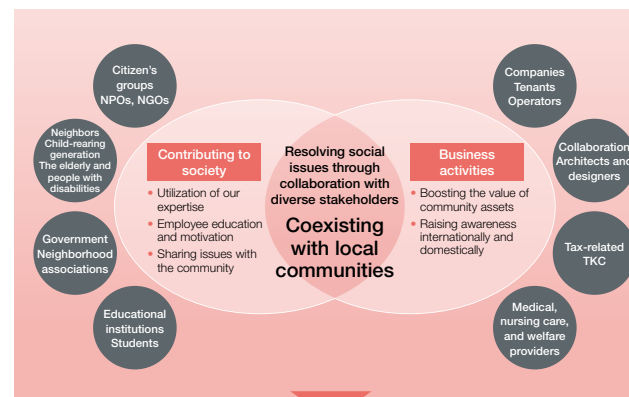 Citizen's
groups
NPOs, NGOs
Neighbors
Child-rearing
generation
The elderly and
people with
disabilities
Government
Neighborhood
associations
Educational
institutions
Students
Contributing to
society
• Utilization of our
expertise
• Employee education
and motivation
• Sharing issues with
the community
Resolving social
issues through
collaboration with
diverse stakeholders
Coexisting
with local
communities
Business
activities
• Boosting the value of
community assets
• Raising awareness
internationally and
domestically
Companies
Tenants
Operators
Collaboration
Architects and
designers
Tax-related
TKC
Medical,
nursing care,
and welfare
providers